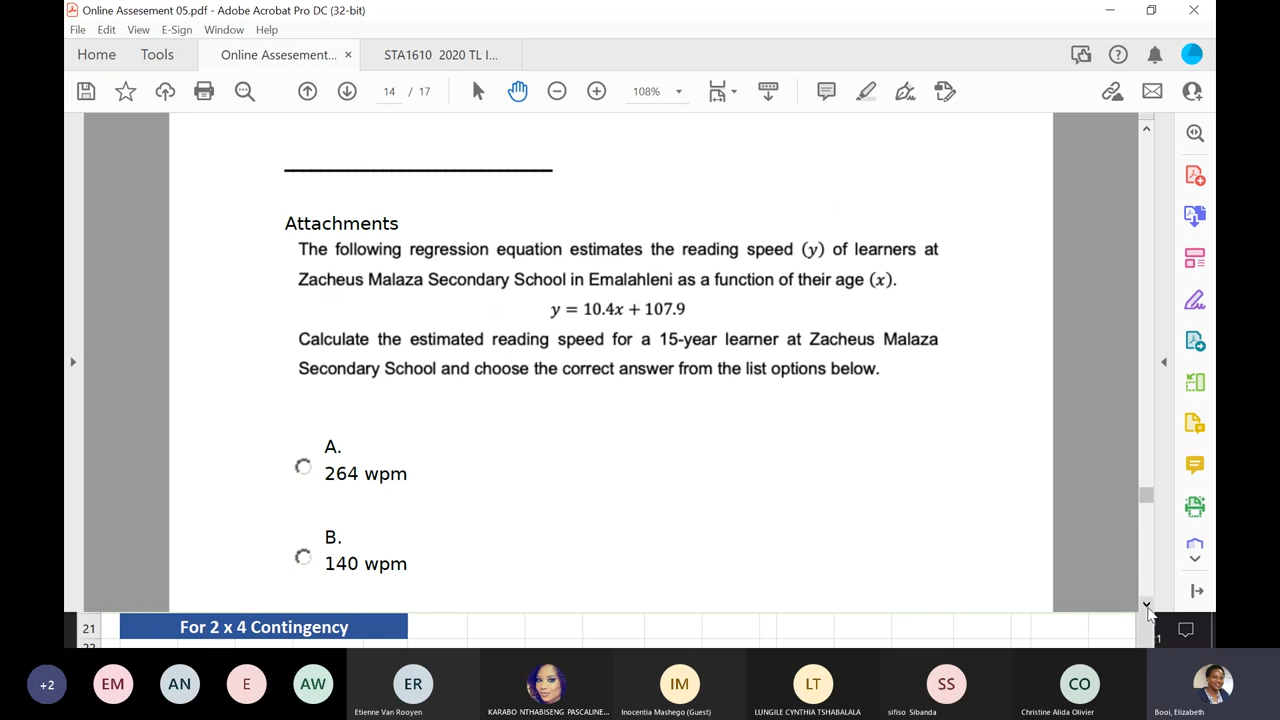 Online Assesement 05.pdf - Adobe Acrobat Pro DC (32-bit)
File Edit View E-Sign Window Help
Home Tools Online Assesement... × STA1610 2020 TL I...
14 / 17 108%
Attachments
The following regression equation estimates the reading speed (y) of learners at
Zacheus Malaza Secondary School in Emalahleni as a function of their age (x).
y = 10.4x + 107.9
Calculate the estimated reading speed for a 15-year learner at Zacheus Malaza
Secondary School and choose the correct answer from the list options below.
A.
264 wpm
B.
140 wpm
21 For 2 x 4 Contingency
22
1
+2 EM AN E AW ER IM LT SS CO
Etienne Van Rooyen KARABO NTHABISENG PASCALINE... Inocentia Mashego (Guest) LUNGILE CYNTHIA TSHABALALA sifiso Sibanda Christine Alida Olivier Booi, Elizabeth